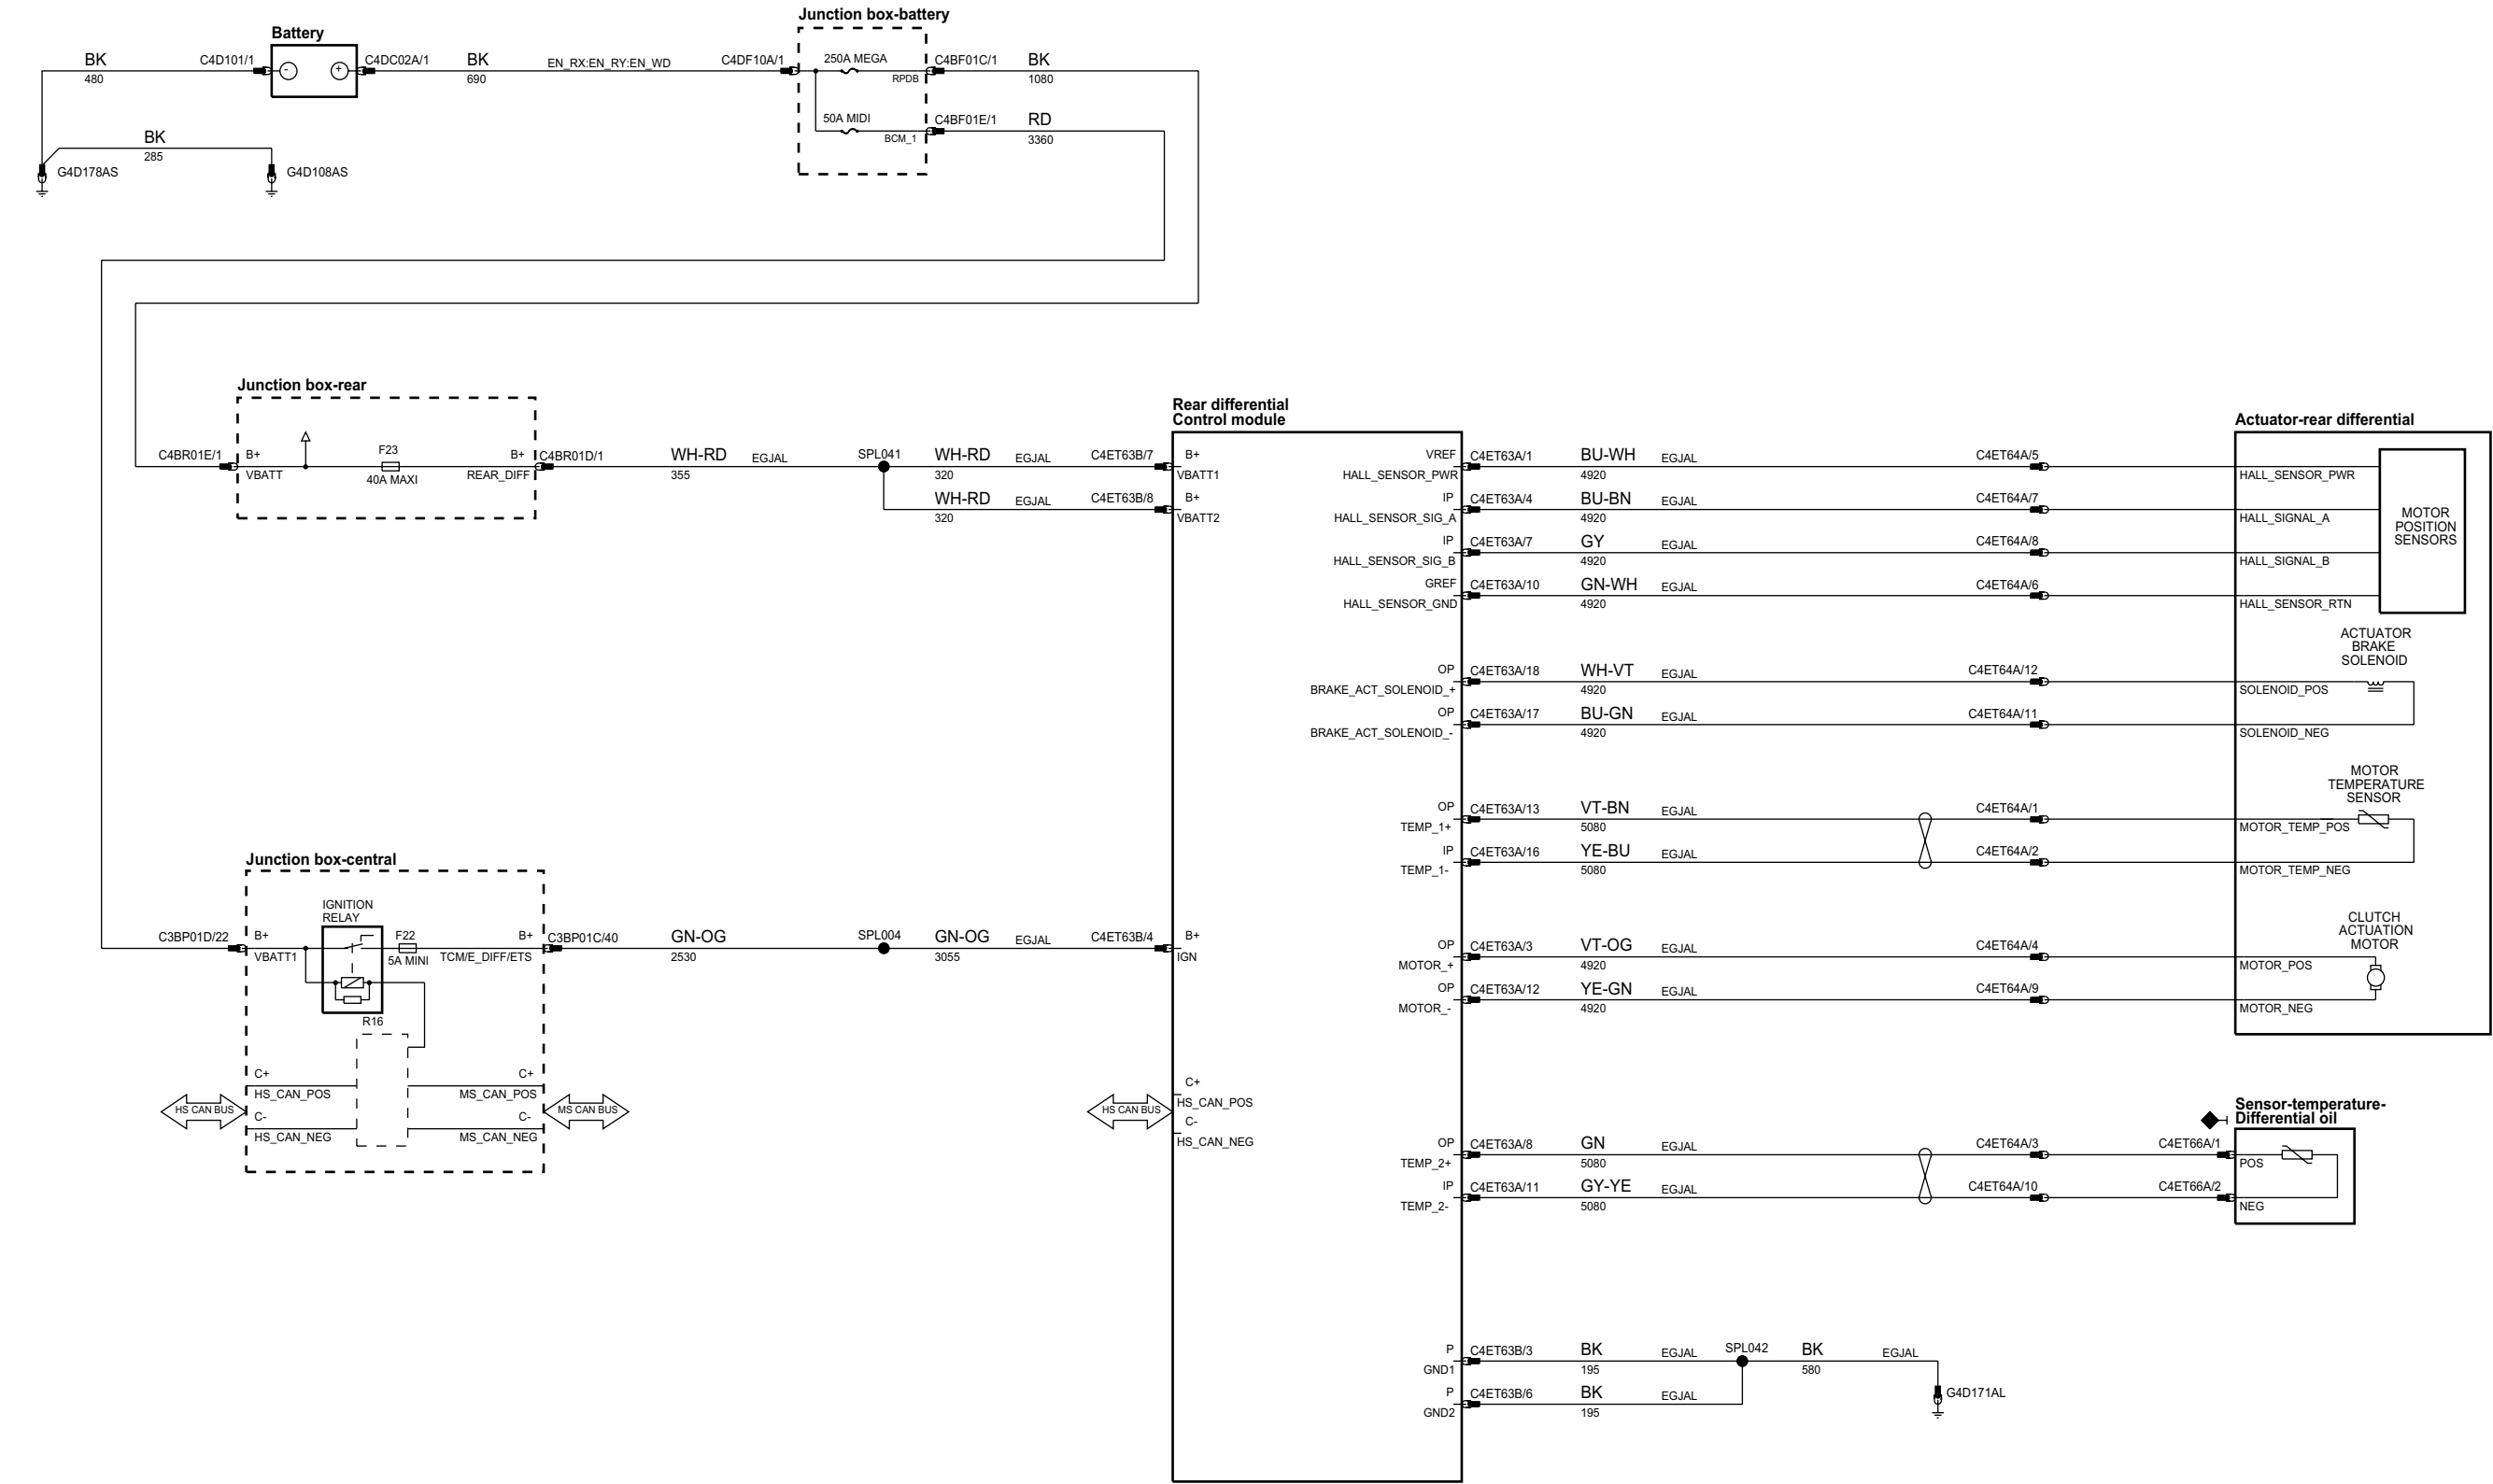 Junction box-battery
Battery
BK
480
C4D101/1
-
+
C4DC02A/1
BK
690
EN_RX:EN_RY:EN_WD
C4DF10A/1
250A MEGA
RPDB
C4BF01C/1
BK
1080
50A MIDI
BCM_1
C4BF01E/1
RD
3360
BK
285
G4D178AS
G4D108AS
Junction box-rear
C4BR01E/1
B+
VBATT
F23
40A MAXI
B+
REAR_DIFF
C4BR01D/1
WH-RD
355
EGJAL
SPL041
WH-RD
320
EGJAL
C4ET63B/7
WH-RD
320
EGJAL
C4ET63B/8
Rear differential
Control module
B+
VBATT1
B+
VBATT2
VREF
HALL_SENSOR_PWR
C4ET63A/1
BU-WH
4920
EGJAL
C4ET64A/5
IP
HALL_SENSOR_SIG_A
C4ET63A/4
BU-BN
4920
EGJAL
C4ET64A/7
IP
HALL_SENSOR_SIG_B
C4ET63A/7
GY
4920
EGJAL
C4ET64A/8
GREF
HALL_SENSOR_GND
C4ET63A/10
GN-WH
4920
EGJAL
C4ET64A/6
Actuator-rear differential
HALL_SENSOR_PWR
HALL_SIGNAL_A
HALL_SIGNAL_B
HALL_SENSOR_RTN
MOTOR
POSITION
SENSORS
OP
BRAKE_ACT_SOLENOID_+
C4ET63A/18
WH-VT
4920
EGJAL
C4ET64A/12
OP
BRAKE_ACT_SOLENOID_-
C4ET63A/17
BU-GN
4920
EGJAL
C4ET64A/11
ACTUATOR
BRAKE
SOLENOID
SOLENOID_POS
SOLENOID_NEG
OP
TEMP_1+
C4ET63A/13
VT-BN
5080
EGJAL
C4ET64A/1
IP
TEMP_1-
C4ET63A/16
YE-BU
5080
EGJAL
C4ET64A/2
MOTOR
TEMPERATURE
SENSOR
MOTOR_TEMP_POS
MOTOR_TEMP_NEG
Junction box-central
IGNITION
RELAY
C3BP01D/22
B+
VBATT1
F22
5A MINI
R16
B+
TCM/E_DIFF/ETS
C3BP01C/40
GN-OG
2530
SPL004
GN-OG
3055
EGJAL
C4ET63B/4
B+
IGN
OP
MOTOR_+
C4ET63A/3
VT-OG
4920
EGJAL
C4ET64A/4
OP
MOTOR_-
C4ET63A/12
YE-GN
4920
EGJAL
C4ET64A/9
CLUTCH
ACTUATION
MOTOR
MOTOR_POS
MOTOR_NEG
HS CAN BUS
C+
HS_CAN_POS
C-
HS_CAN_NEG
C+
MS_CAN_POS
C-
MS_CAN_NEG
MS CAN BUS
HS CAN BUS
C+
HS_CAN_POS
C-
HS_CAN_NEG
OP
TEMP_2+
C4ET63A/8
GN
5080
EGJAL
C4ET64A/3
C4ET66A/1
IP
TEMP_2-
C4ET63A/11
GY-YE
5080
EGJAL
C4ET64A/10
C4ET66A/2
Sensor-temperature-
Differential oil
POS
NEG
P
GND1
C4ET63B/3
BK
195
EGJAL
SPL042
BK
580
EGJAL
P
GND2
C4ET63B/6
BK
195
EGJAL
G4D171AL